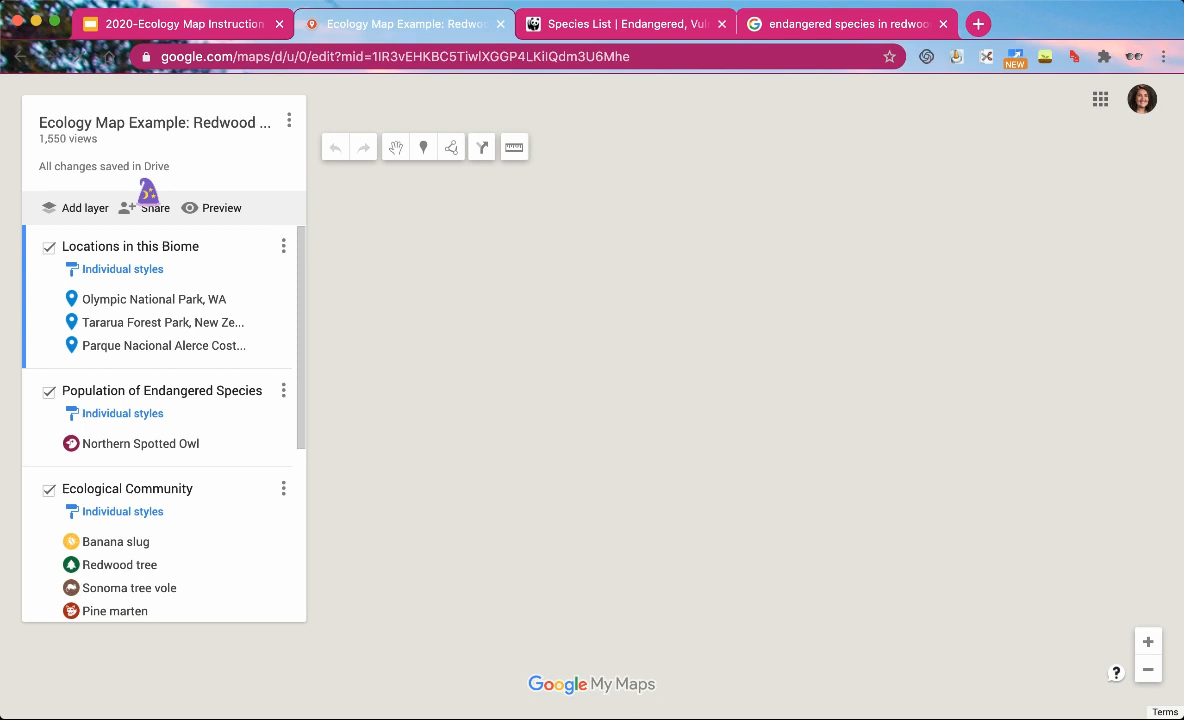 2020-Ecology Map Instruction
Ecology Map Example: Redwo
Species List | Endangered, Vul
endangered species in redwoo
google.com/maps/d/u/0/edit?mid=1IR3vEHKBC5TiwlXGGP4LKilQdm3U6Mhe
NEW
Ecology Map Example: Redwood ...
1,550 views
All changes saved in Drive
Add layer
Share
Preview
Locations in this Biome
Individual styles
Olympic National Park, WA
Tararua Forest Park, New Ze...
Parque Nacional Alerce Cost...
Population of Endangered Species
Individual styles
Northern Spotted Owl
Ecological Community
Individual styles
Banana slug
Redwood tree
Sonoma tree vole
Pine marten
Google My Maps
Terms